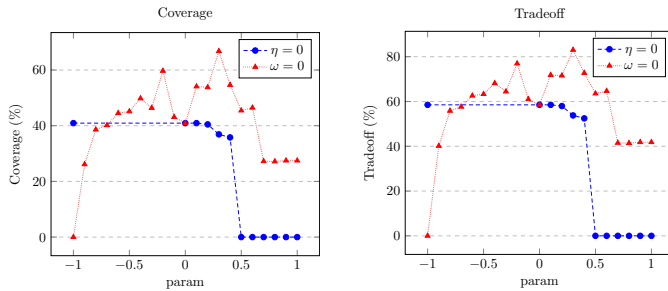 Coverage
η = 0
ω = 0
60
40
20
0
Coverage (%)
−1
−0.5
0
0.5
1
param
Tradeoff
η = 0
ω = 0
80
60
40
20
0
Tradeoff (%)
−1
−0.5
0
0.5
1
param